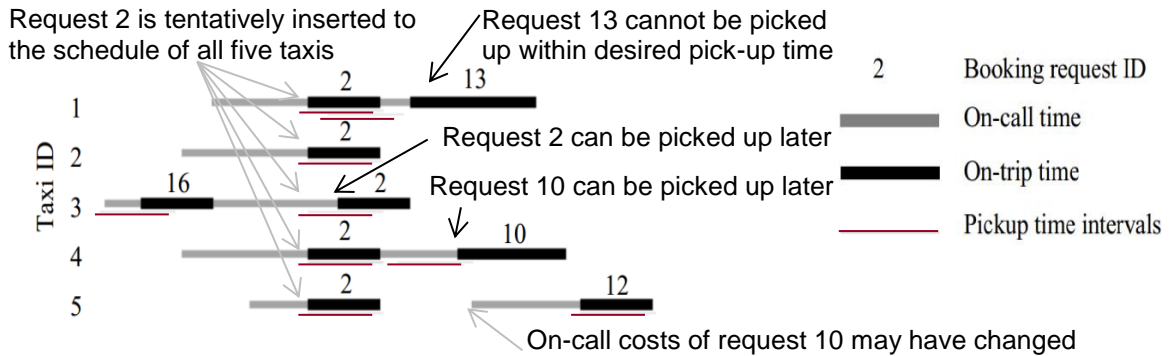 Request 2 is tentatively inserted to
the schedule of all five taxis
Request 13 cannot be picked
up within desired pick-up time
2
13
1
2
2
Request 2 can be picked up later
Request 10 can be picked up later
16
2
3
2
10
4
2
12
5
Taxi ID
On-call costs of request 10 may have changed
2 Booking request ID
On-call time
On-trip time
Pickup time intervals